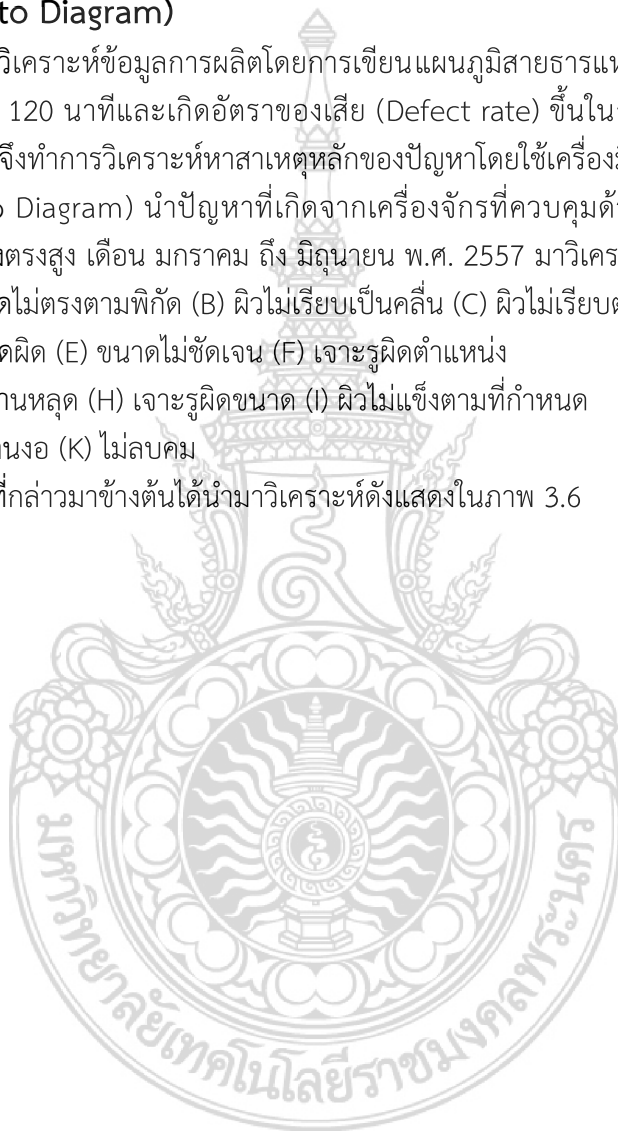 to Diagram)
วิเคราะห์ข้อมูลการผลิตโดยการเขียนแผนภูมิสายธารแห
120 นาทีและเกิดอัตราของเสีย (Defect rate) ขึ้นใน
จึงทำการวิเคราะห์หาสาเหตุหลักของปัญหาโดยใช้เครื่องมื
o Diagram) นำปัญหาที่เกิดจากเครื่องจักรที่ควบคุมด้
งตรงสูง เดือน มกราคม ถึง มิถุนายน พ.ศ. 2557 มาวิเคร
ดไม่ตรงตามพิกัด (B) ผิวไม่เรียบเป็นคลื่น (C) ผิวไม่เรียบต
ดผิด (E) ขนาดไม่ชัดเจน (F) เจาะรูผิดตำแหน่ง
านหลุด (H) เจาะรูผิดขนาด (I) ผิวไม่แข็งตามที่กำหนด
านงอ (K) ไม่ลบคม
ที่กล่าวมาข้างต้นได้นำมาวิเคราะห์ดังแสดงในภาพ 3.6
มหาวิทยาลัยเทคโนโลยีราชมงคลพระนคร